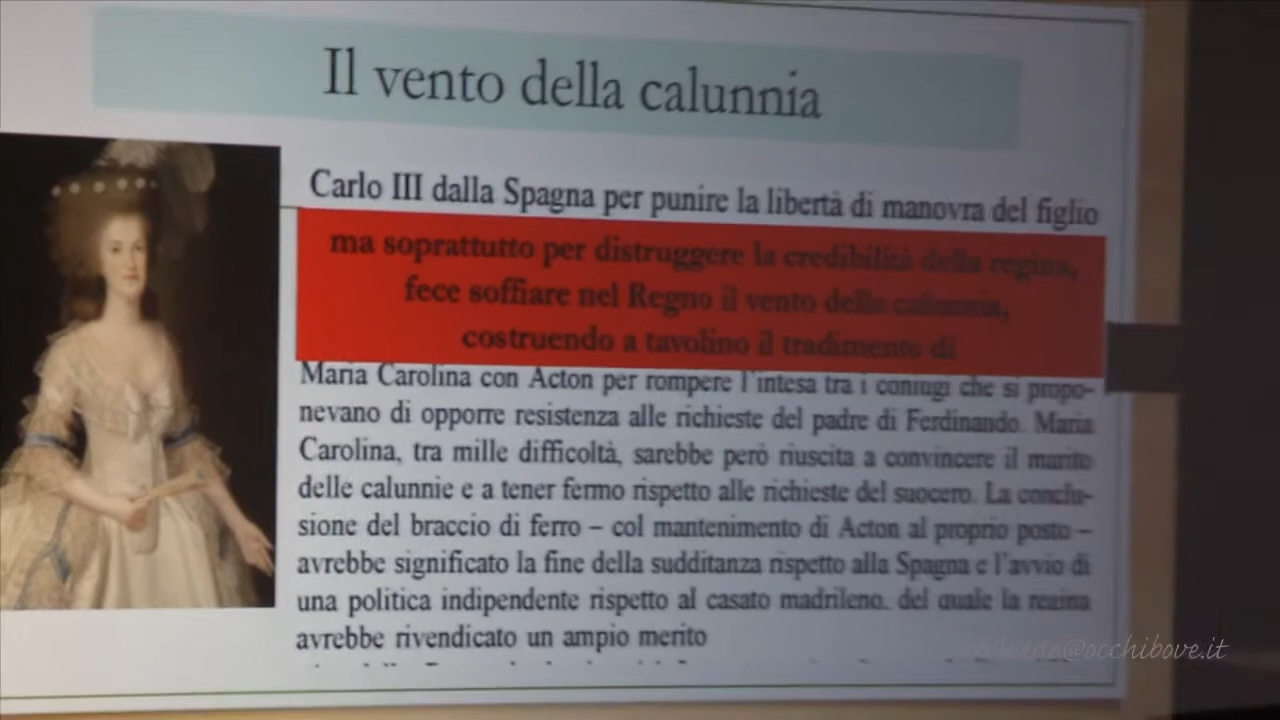 Il vento della calunnia
Carlo III dalla Spagna per punire la libertà di manovra del figlio
ma soprattutto per distruggere la credibilità della regina,
fece soffiare nel Regno il vento della calunnia,
costruendo a tavolino il tradimento di
Maria Carolina con Acton per rompere l'intesa tra i coniugi che si propo-
nevano di opporre resistenza alle richieste del padre di Ferdinando. Maria
Carolina, tra mille difficoltà, sarebbe però riuscita a convincere il marito
delle calunnie e a tener fermo rispetto alle richieste del suocero. La conclu-
sione del braccio di ferro – col mantenimento di Acton al proprio posto –
avrebbe significato la fine della sudditanza rispetto alla Spagna e l'avvio di
una politica indipendente rispetto al casato madrileno, del quale la regina
avrebbe rivendicato un ampio merito